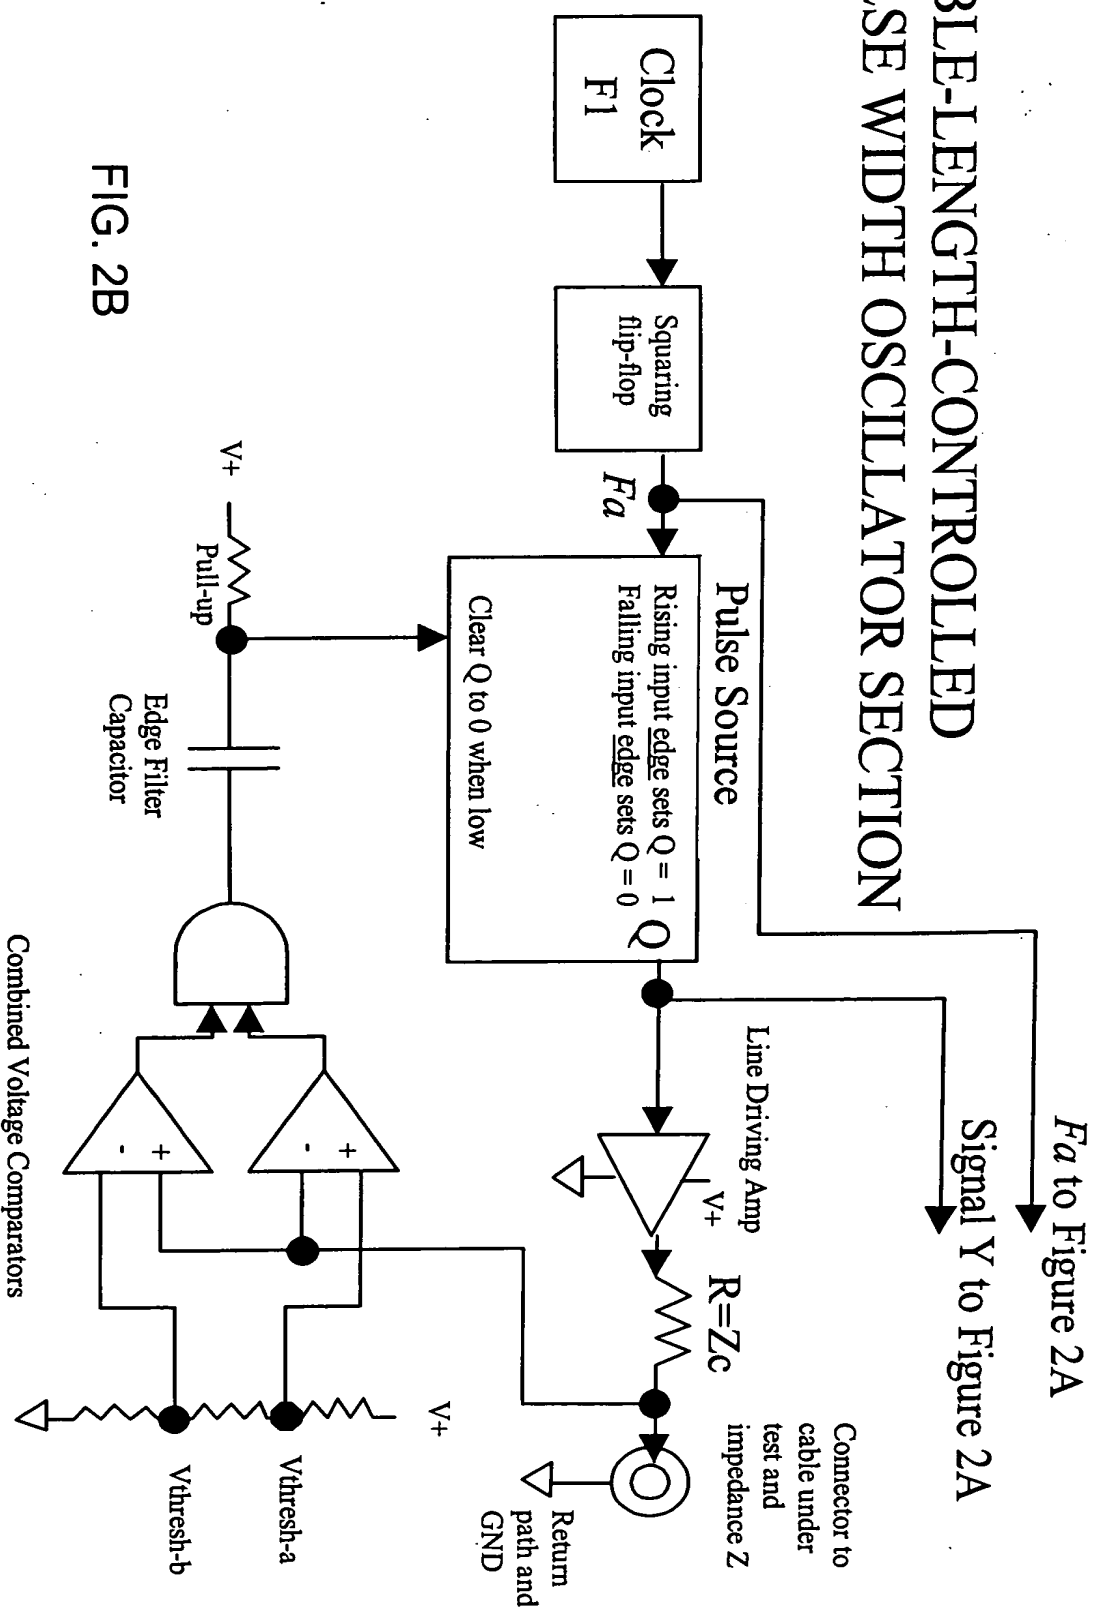 BLE-LENGTH-CONTROLLED
SE WIDTH OSCILLATOR SECTION
Fa to Figure 2A
Signal Y to Figure 2A
Clock
F1
Squaring
flip-flop
Fa
Pulse Source
Rising input edge sets Q = 1
Falling input edge sets Q = 0
Q
Clear Q to 0 when low
Line Driving Amp
V+
R=Zc
Connector to
cable under
test and
impedance Z
Return
path and
GND
V+
Pull-up
Edge Filter
Capacitor
+
-
+
-
V+
Vthresh-a
Vthresh-b
Combined Voltage Comparators
FIG. 2B